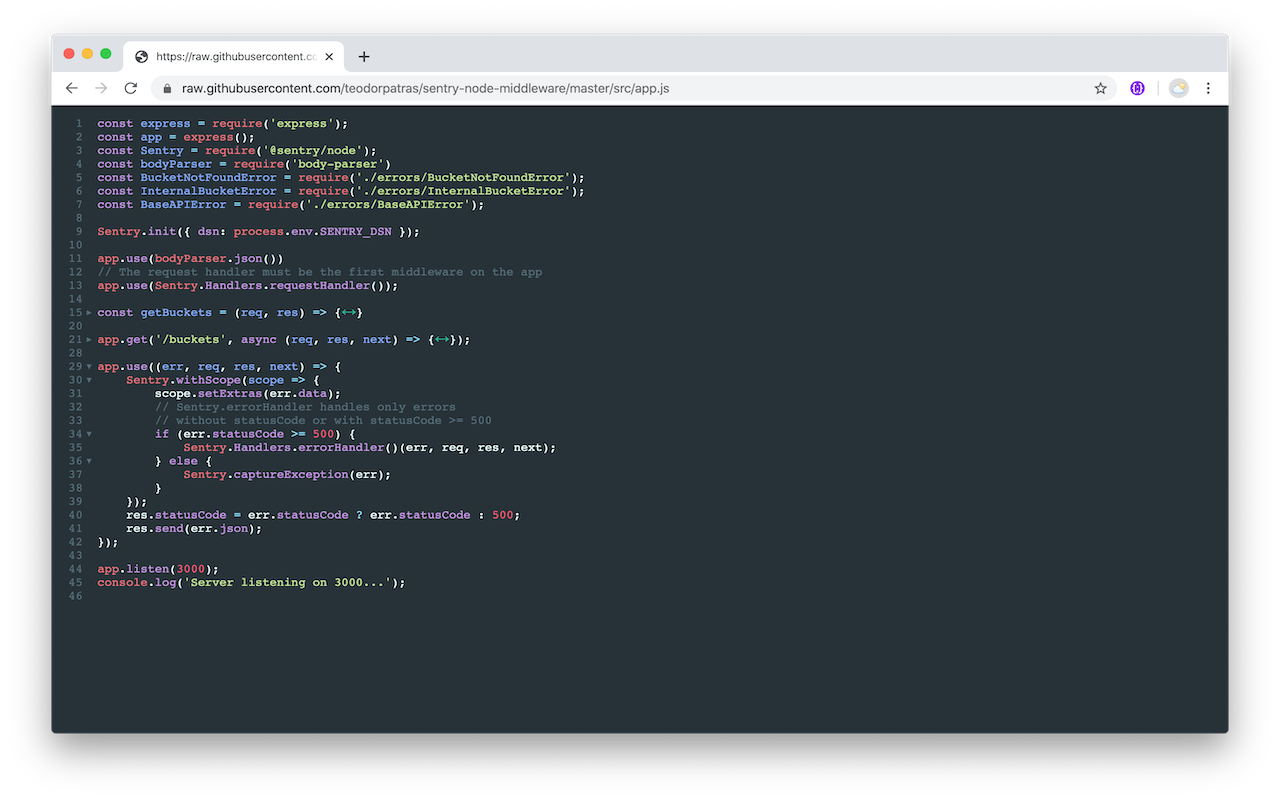 https://raw.githubusercontent.cc
raw.githubusercontent.com/teodorpatras/sentry-node-middleware/master/src/app.js
1 const express = require('express');
2 const app = express();
3 const Sentry = require('@sentry/node');
4 const bodyParser = require('body-parser')
5 const BucketNotFoundError = require('./errors/BucketNotFoundError');
6 const InternalBucketError = require('./errors/InternalBucketError');
7 const BaseAPIError = require('./errors/BaseAPIError');
8
9 Sentry.init({ dsn: process.env.SENTRY_DSN });
10
11 app.use(bodyParser.json())
12 // The request handler must be the first middleware on the app
13 app.use(Sentry.Handlers.requestHandler());
14
15 const getBuckets = (req, res) => {↔}
20
21 app.get('/buckets', async (req, res, next) => {↔});
28
29 app.use((err, req, res, next) => {
30     Sentry.withScope(scope => {
31         scope.setExtras(err.data);
32         // Sentry.errorHandler handles only errors
33         // without statusCode or with statusCode >= 500
34         if (err.statusCode >= 500) {
35             Sentry.Handlers.errorHandler()(err, req, res, next);
36         } else {
37             Sentry.captureException(err);
38         }
39     });
40     res.statusCode = err.statusCode ? err.statusCode : 500;
41     res.send(err.json);
42 });
43
44 app.listen(3000);
45 console.log('Server listening on 3000...');
46